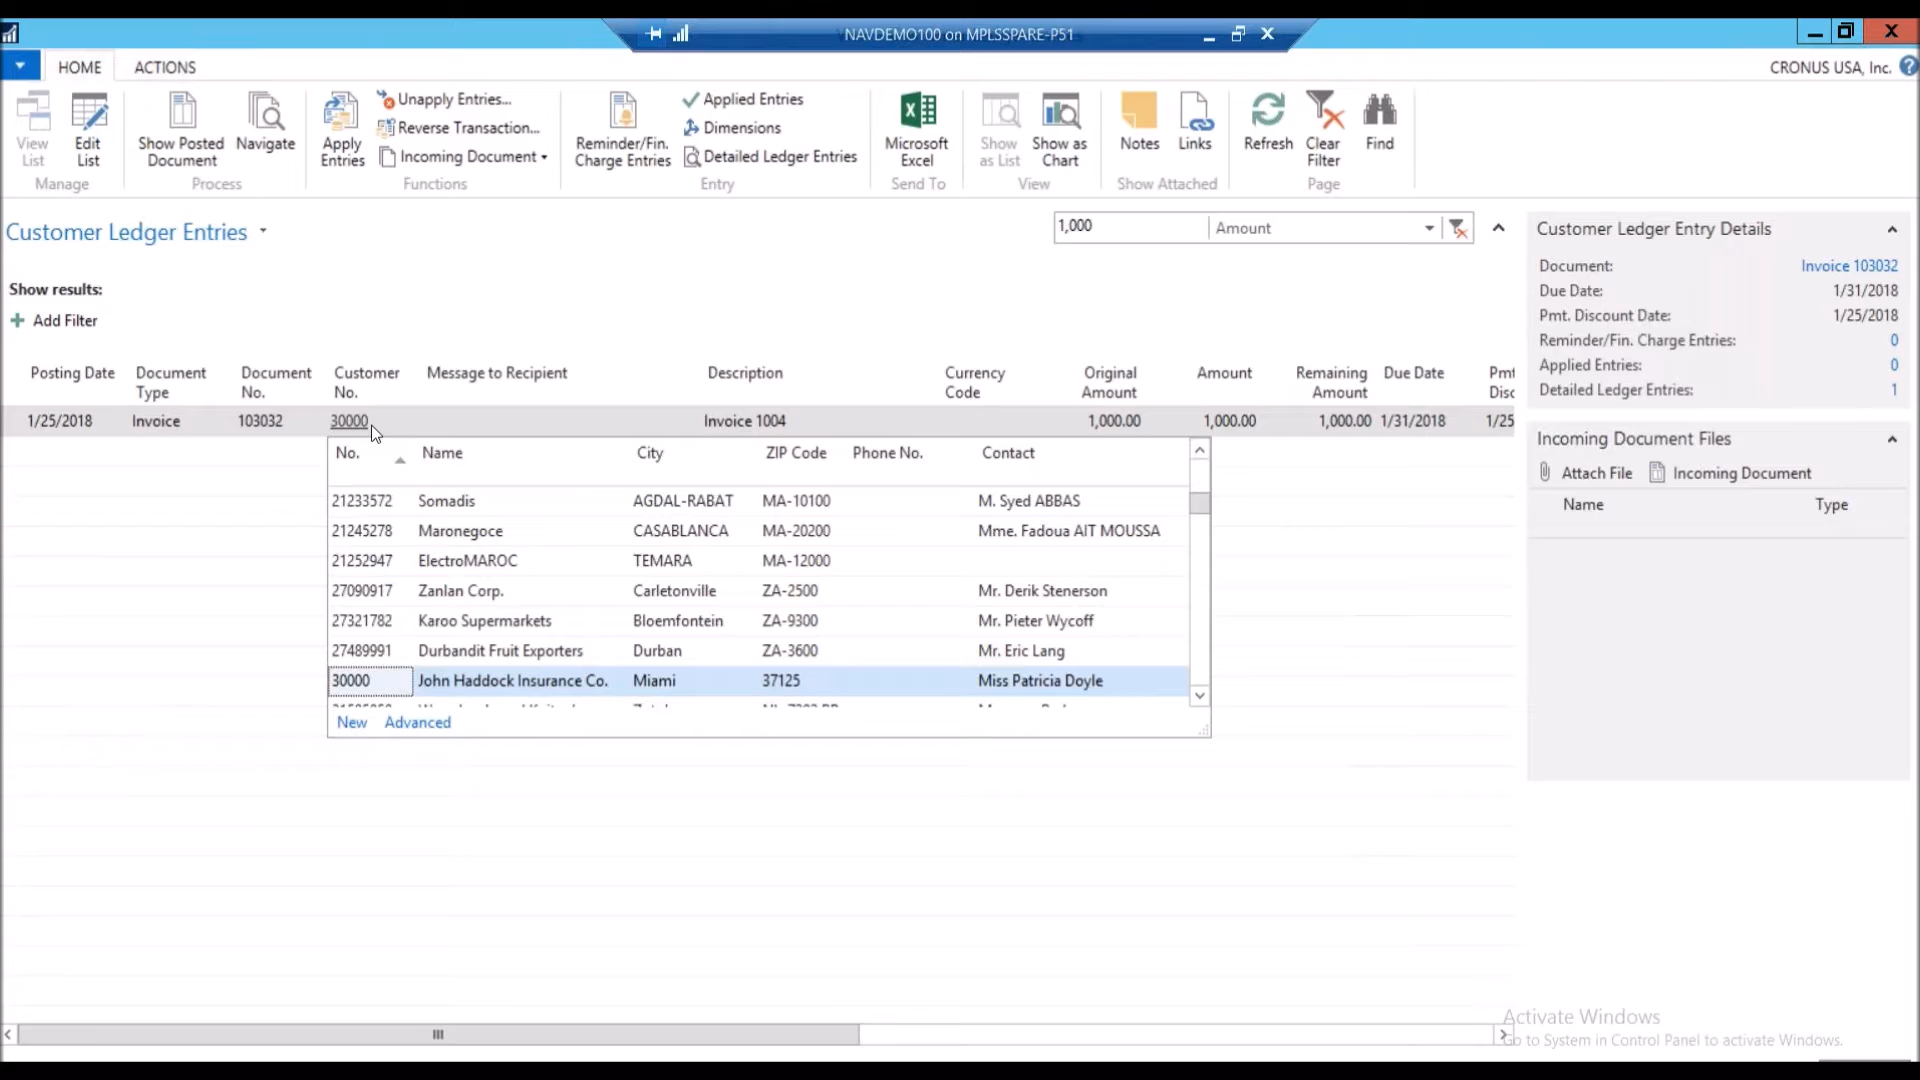 NAVDEMO100 on MPLSSPARE-P51
HOME ACTIONS CRONUS USA, Inc.
View List
Edit List
Manage
Show Posted Document
Navigate
Process
Apply Entries
Unapply Entries...
Reverse Transaction...
Incoming Document
Functions
Reminder/Fin. Charge Entries
Applied Entries
Dimensions
Detailed Ledger Entries
Entry
Microsoft Excel
Send To
Show as List
Show as Chart
View
Notes
Links
Show Attached
Refresh
Clear Filter
Find
Page
Customer Ledger Entries
1,000 Amount
Show results:
Add Filter
Posting Date Document Type Document No. Customer No. Message to Recipient Description Currency Code Original Amount Amount Remaining Amount Due Date Pmt Disc
1/25/2018 Invoice 103032 30000 Invoice 1004 1,000.00 1,000.00 1,000.00 1/31/2018 1/25
No. Name City ZIP Code Phone No. Contact
21233572 Somadis AGDAL-RABAT MA-10100 M. Syed ABBAS
21245278 Maronegoce CASABLANCA MA-20200 Mme. Fadoua AIT MOUSSA
21252947 ElectroMAROC TEMARA MA-12000
27090917 Zanlan Corp. Carletonville ZA-2500 Mr. Derik Stenerson
27321782 Karoo Supermarkets Bloemfontein ZA-9300 Mr. Pieter Wycoff
27489991 Durbandit Fruit Exporters Durban ZA-3600 Mr. Eric Lang
30000 John Haddock Insurance Co. Miami 37125 Miss Patricia Doyle
New Advanced
Customer Ledger Entry Details
Document: Invoice 103032
Due Date: 1/31/2018
Pmt. Discount Date: 1/25/2018
Reminder/Fin. Charge Entries: 0
Applied Entries: 0
Detailed Ledger Entries: 1
Incoming Document Files
Attach File Incoming Document
Name Type
Activate Windows
Go to System in Control Panel to activate Windows.